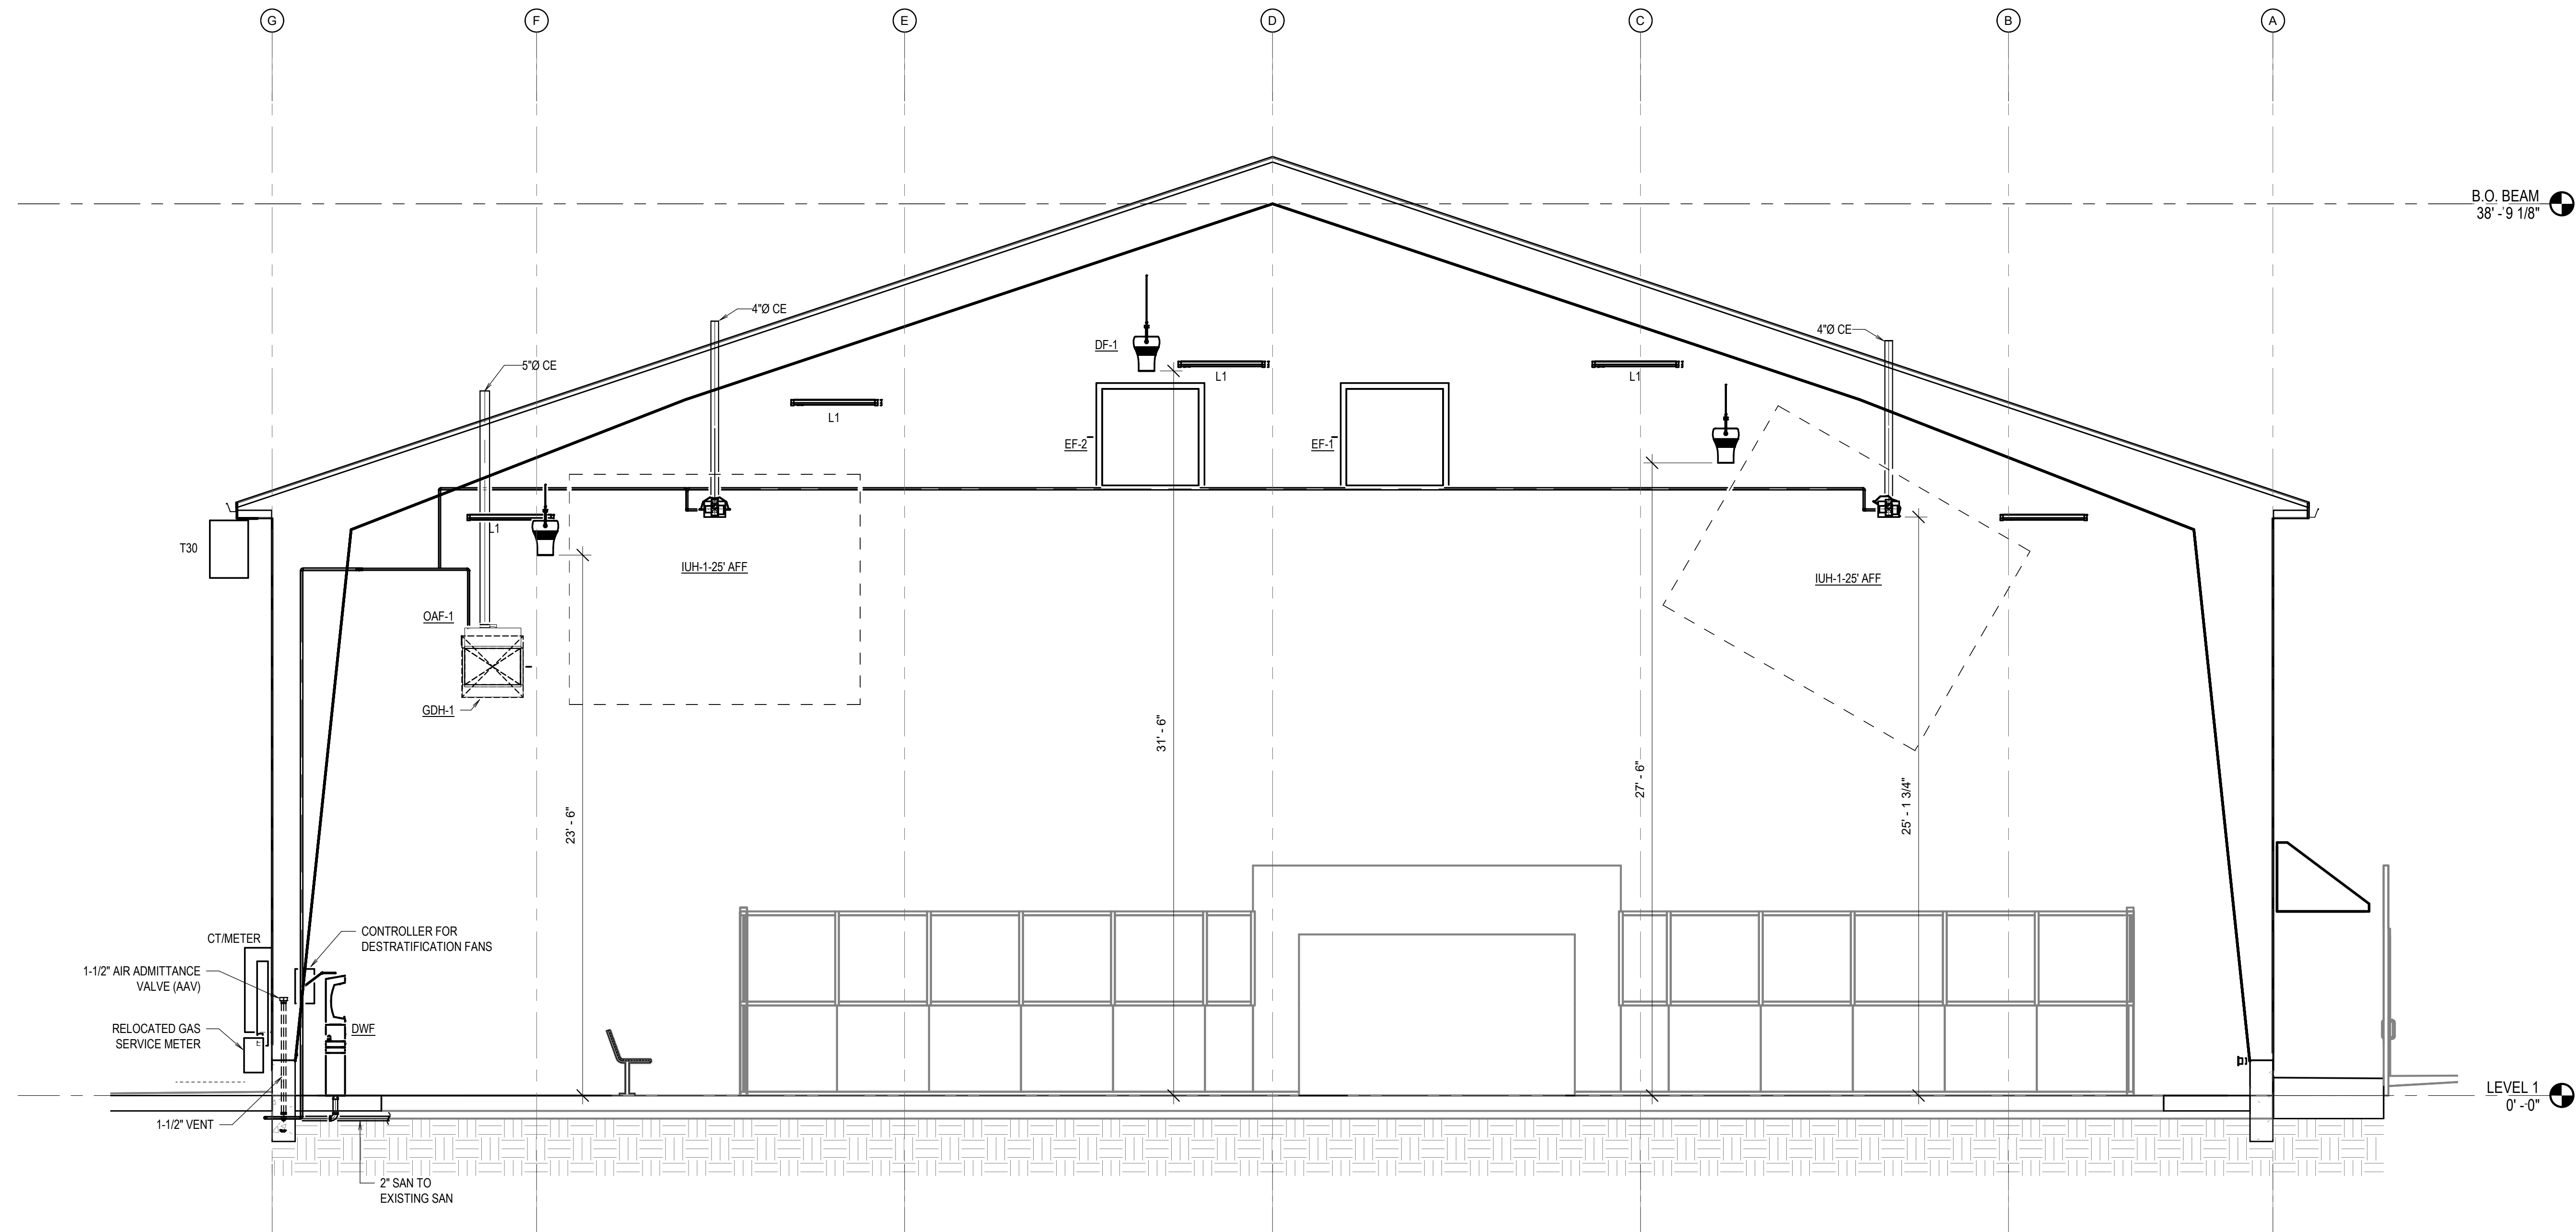 G
F
E
D
C
B
A
B.O. BEAM
38' - 9 1/8"
4"Ø CE
4"Ø CE
DF-1
5"Ø CE
L1
L1
L1
EF-2
EF-1
L1
T30
IUH-1-25' AFF
IUH-1-25' AFF
OAF-1
GDH-1
31' - 6"
27' - 6"
25' - 1 3/4"
23' - 6"
CONTROLLER FOR
DESTRATIFICATION FANS
CT/METER
1-1/2" AIR ADMITTANCE
VALVE (AAV)
RELOCATED GAS
SERVICE METER
DWF
E
1-1/2" VENT
LEVEL 1
0' - 0"
2" SAN TO
EXISTING SAN